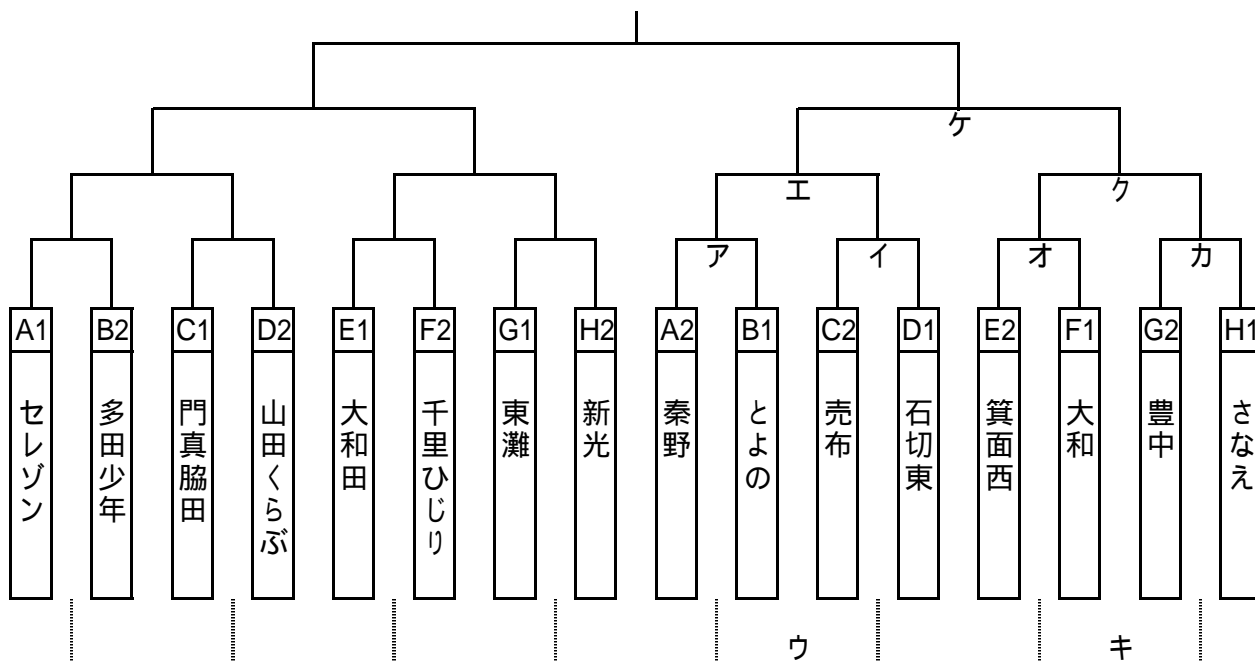 ケ
エ
ク
ア
イ
オ
カ
A1
B2
C1
D2
E1
F2
G1
H2
A2
B1
C2
D1
E2
F1
G2
H1
セレゾン
多田少年
門真脇田
山田くらぶ
大和田
千里ひじり
東灘
新光
秦野
とよの
売布
石切東
箕面西
大和
豊中
さなえ
ウ
キ